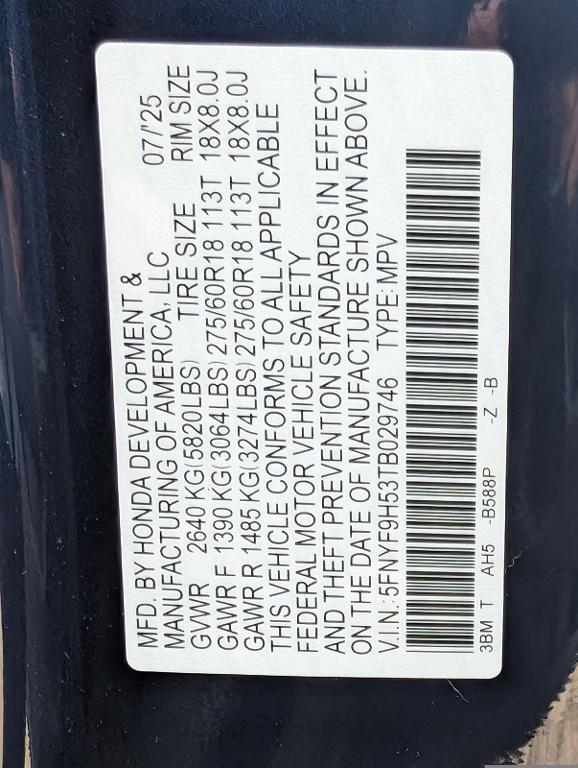 MFD. BY HONDA DEVELOPMENT &
MANUFACTURING OF AMERICA, LLC 07/'25
GVWR 2640 KG(5820LBS) TIRE SIZE RIM SIZE
GAWR F 1390 KG(3064LBS) 275/60R18 113T 18X8.0J
GAWR R 1485 KG(3274LBS) 275/60R18 113T 18X8.0J
THIS VEHICLE CONFORMS TO ALL APPLICABLE
FEDERAL MOTOR VEHICLE SAFETY
AND THEFT PREVENTION STANDARDS IN EFFECT
ON THE DATE OF MANUFACTURE SHOWN ABOVE.
V.I.N.:5FNYF9H53TB029746 TYPE:MPV
3BM T AH5 -B588P -Z -B